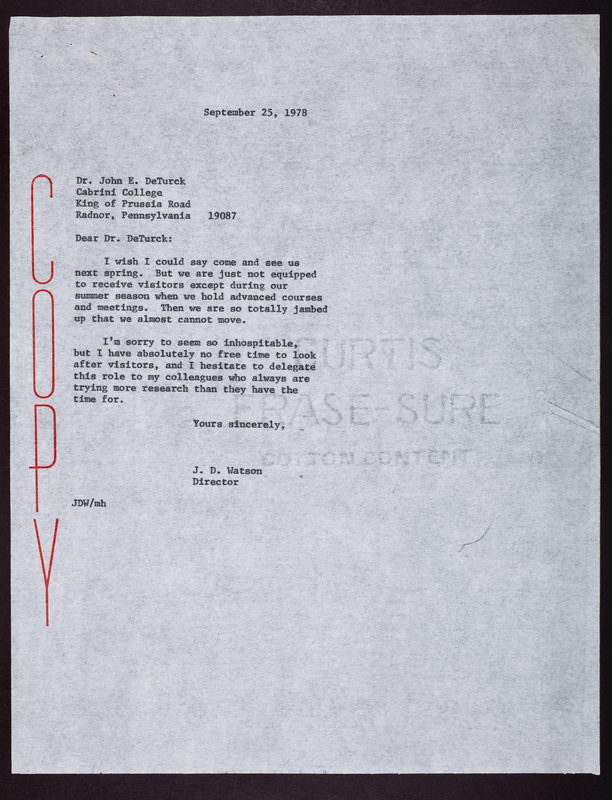 September 25, 1978
COPY
Dr. John E. DeTurck
Cabrini College
King of Prussia Road
Radnor, Pennsylvania 19087
Dear Dr. DeTurck:
I wish I could say come and see us
next spring. But we are just not equipped
to receive visitors except during our
summer season when we hold advanced courses
and meetings. Then we are so totally jambed
up that we almost cannot move.
I'm sorry to seem so inhospitable,
but I have absolutely no free time to look
after visitors, and I hesitate to delegate
this role to my colleagues who always are
trying more research than they have the
time for.
CURTIS
ERASE-SURE
COTTON CONTENT
Yours sincerely,
J. D. Watson
Director
JDW/mh